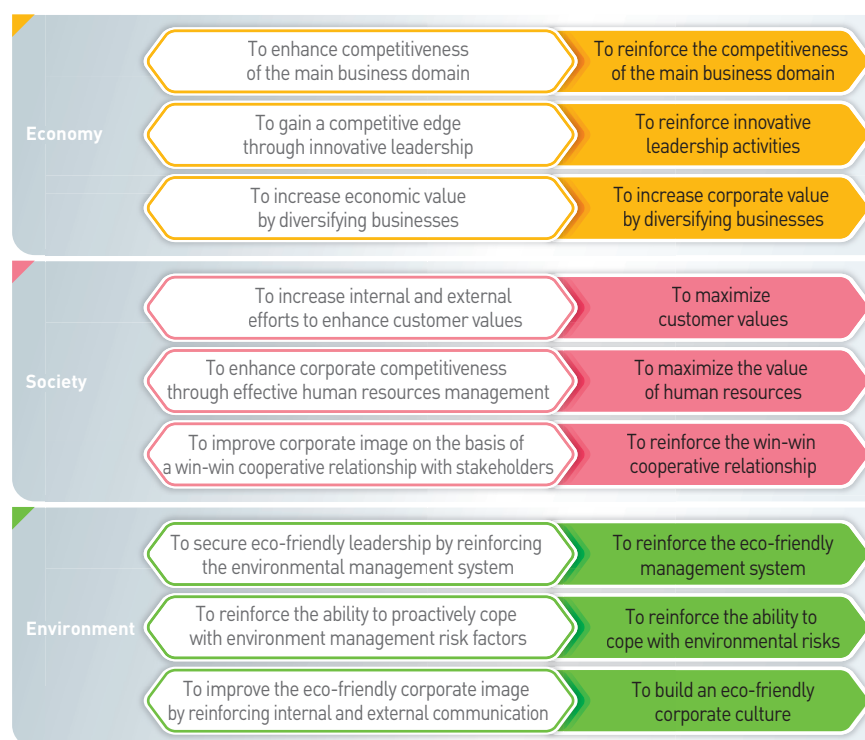 Economy
To enhance competitiveness
of the main business domain
To reinforce the competitiveness
of the main business domain
To gain a competitive edge
through innovative leadership
To reinforce innovative
leadership activities
To increase economic value
by diversifying businesses
To increase corporate value
by diversifying businesses
Society
To increase internal and external
efforts to enhance customer values
To maximize
customer values
To enhance corporate competitiveness
through effective human resources management
To maximize the value
of human resources
To improve corporate image on the basis of
a win-win cooperative relationship with stakeholders
To reinforce the win-win
cooperative relationship
Environment
To secure eco-friendly leadership by reinforcing
the environmental management system
To reinforce the eco-friendly
management system
To reinforce the ability to proactively cope
with environment management risk factors
To reinforce the ability to
cope with environmental risks
To improve the eco-friendly corporate image
by reinforcing internal and external communication
To build an eco-friendly
corporate culture